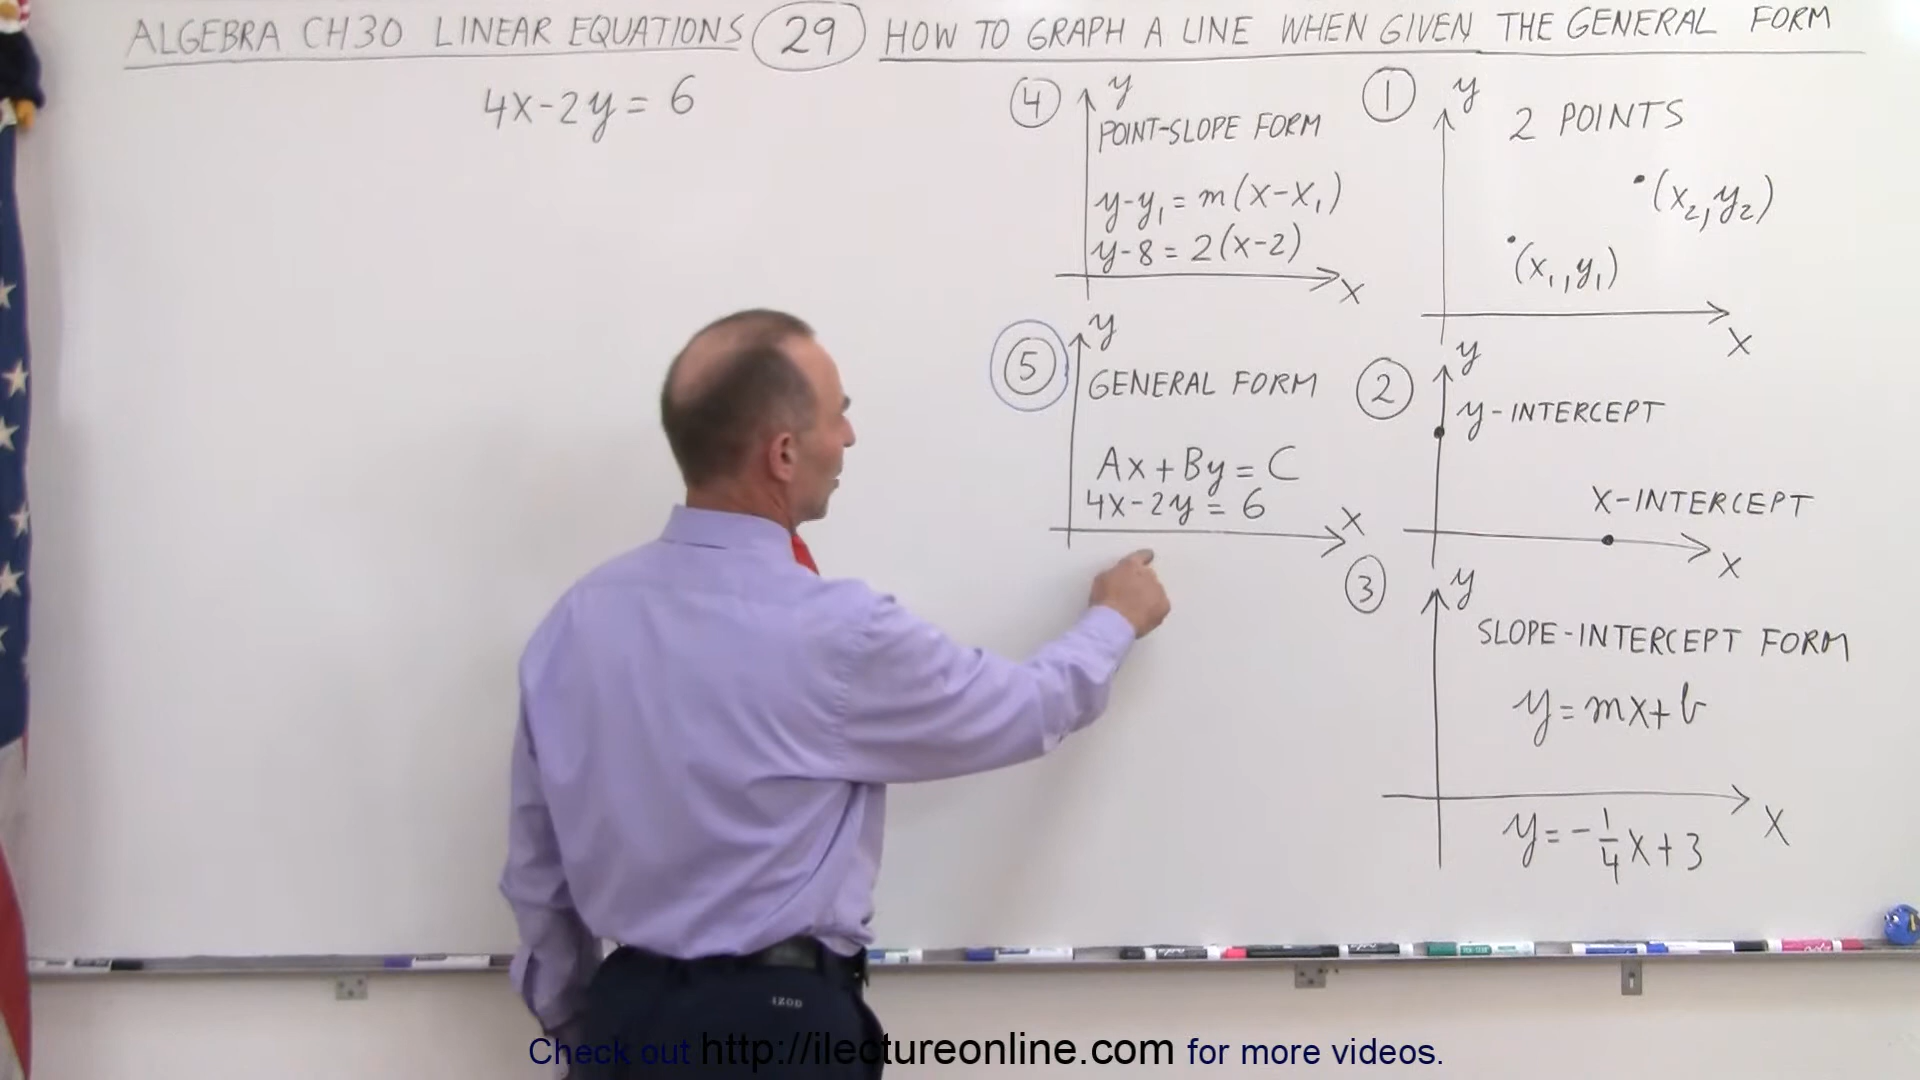 ALGEBRA CH30 LINEAR EQUATIONS 29 HOW TO GRAPH A LINE WHEN GIVEN THE GENERAL FORM
4x-2y=6
4
y
POINT-SLOPE FORM
y-y₁=m(x-x₁)
y-8=2(x-2)
x
1
y
2 POINTS
(x₂,y₂)
(x₁,y₁)
x
5
y
GENERAL FORM
Ax+By=C
4x-2y=6
x
2
y
y-INTERCEPT
X-INTERCEPT
x
3
y
SLOPE-INTERCEPT FORM
y=mx+b
x
y=-1/4x+3
IZOD
Check out http://ilectureonline.com for more videos.